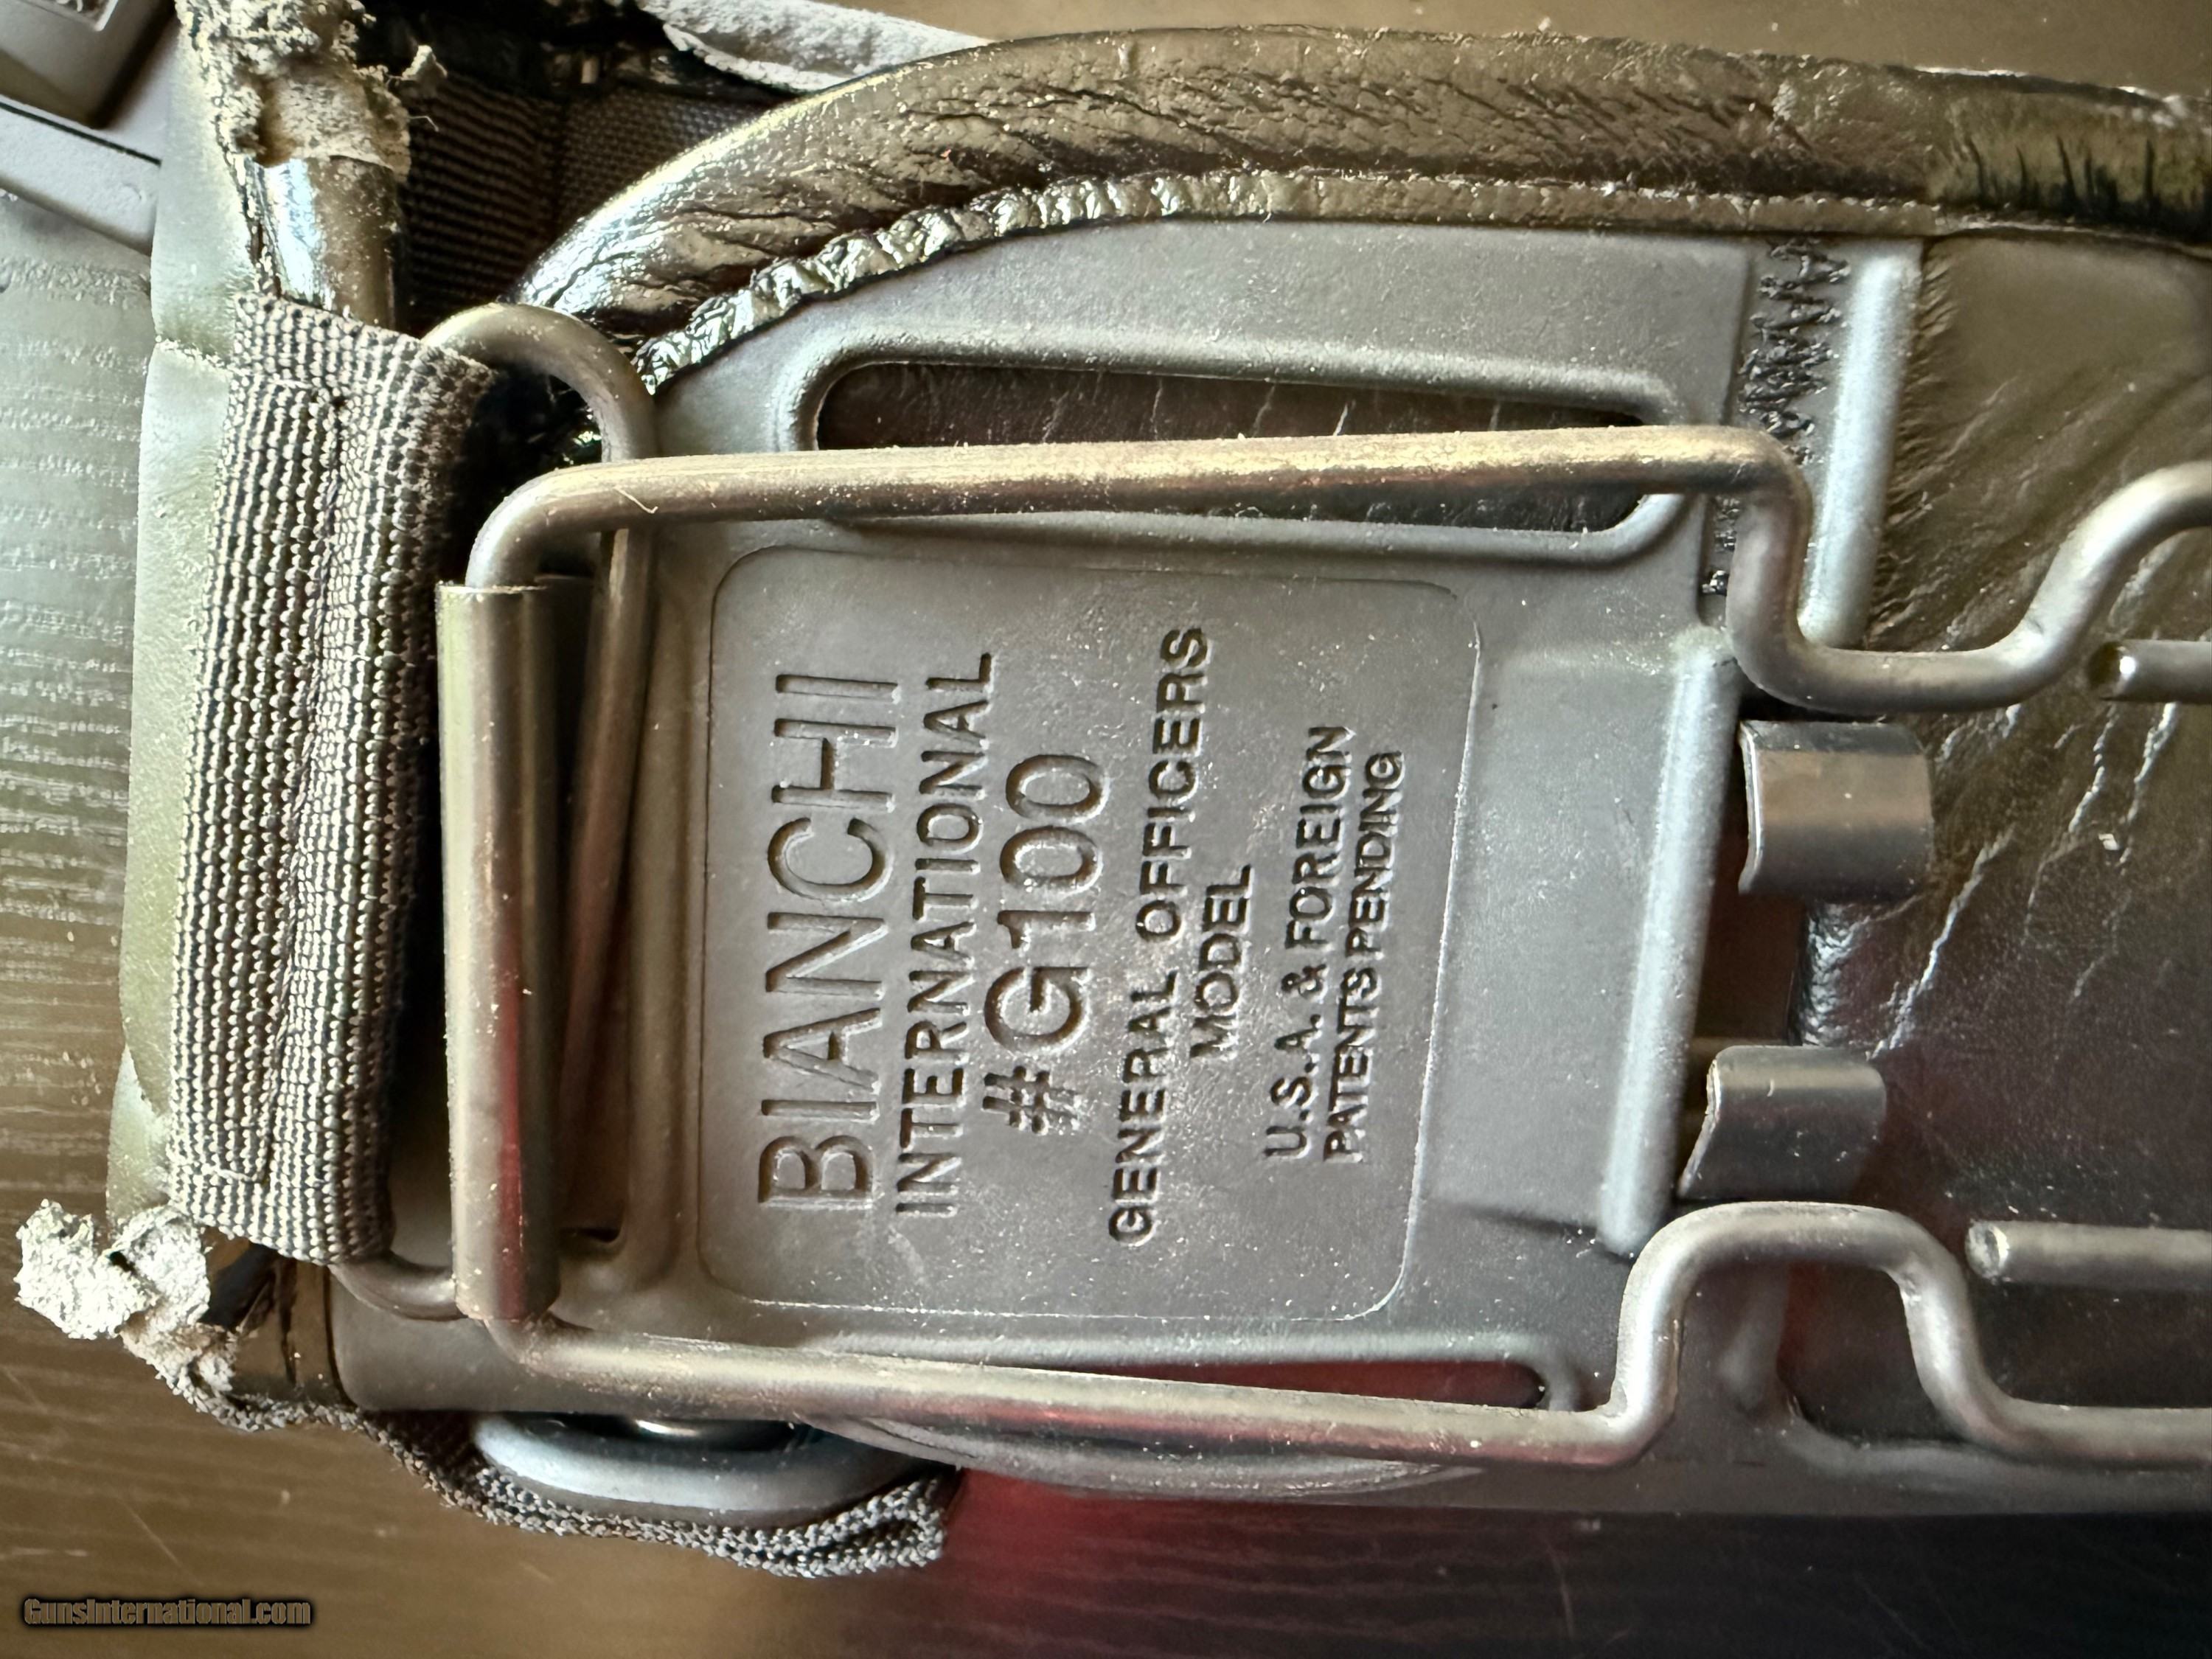 BIANCHI
INTERNATIONAL
#G100
GENERAL OFFICERS
MODEL
U.S.A. & FOREIGN
PATENTS PENDING
GunsInternational.com